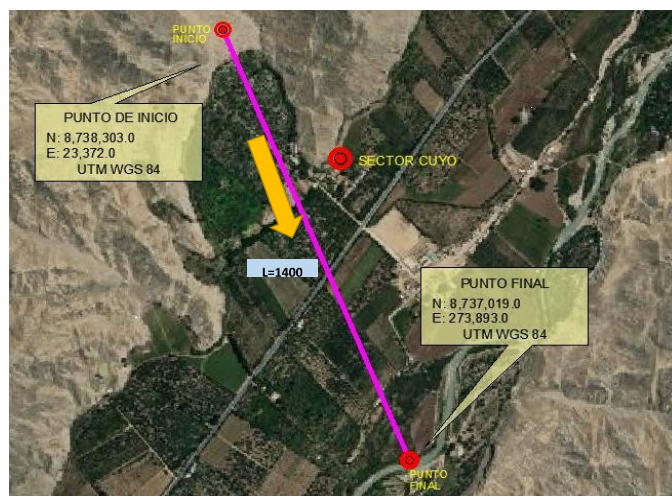 PUNTO
INICIO
PUNTO DE INICIO
N: 8,738,303.0
E: 23,372.0
UTM WGS 84
SECTOR CUYO
L=1400
PUNTO FINAL
N: 8,737,019.0
E: 273,893.0
UTM WGS 84
PUNTO
FINAL